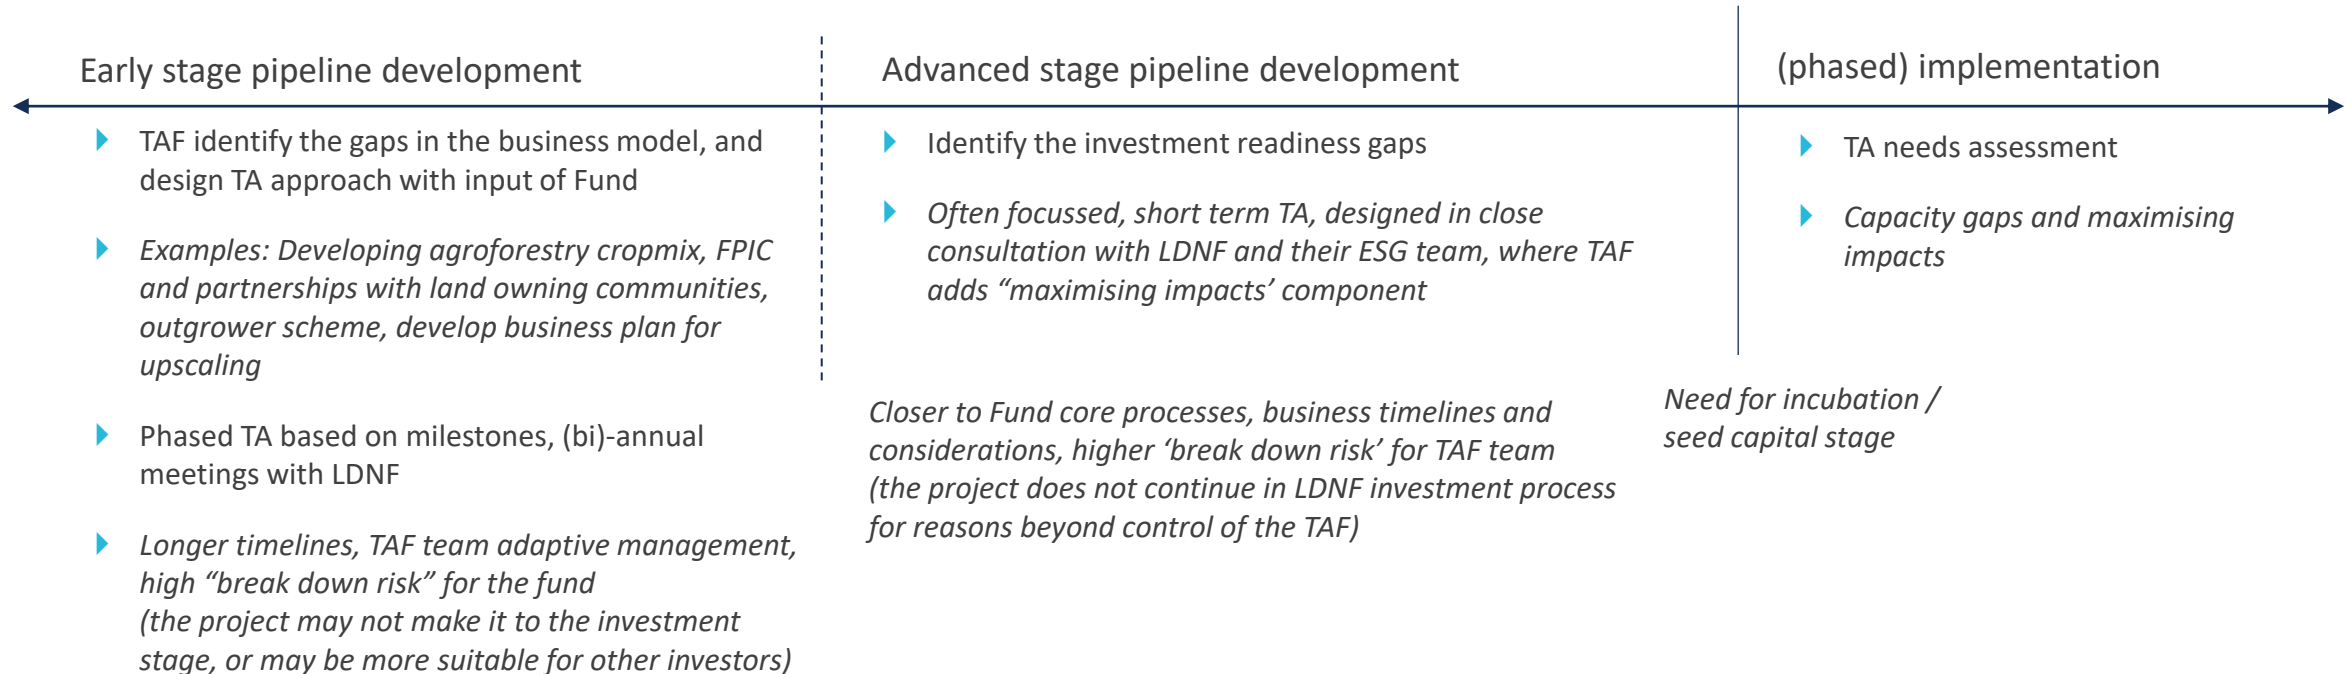 Early stage pipeline development
TAF identify the gaps in the business model, and
design TA approach with input of Fund
Examples: Developing agroforestry cropmix, FPIC
and partnerships with land owning communities,
outgrower scheme, develop business plan for
upscaling
Phased TA based on milestones, (bi)-annual
meetings with LDNF
Longer timelines, TAF team adaptive management,
high “break down risk” for the fund
(the project may not make it to the investment
stage, or may be more suitable for other investors)
Advanced stage pipeline development
Identify the investment readiness gaps
Often focussed, short term TA, designed in close
consultation with LDNF and their ESG team, where TAF
adds “maximising impacts’ component
Closer to Fund core processes, business timelines and
considerations, higher ‘break down risk’ for TAF team
(the project does not continue in LDNF investment process
for reasons beyond control of the TAF)
(phased) implementation
TA needs assessment
Capacity gaps and maximising
impacts
Need for incubation /
seed capital stage